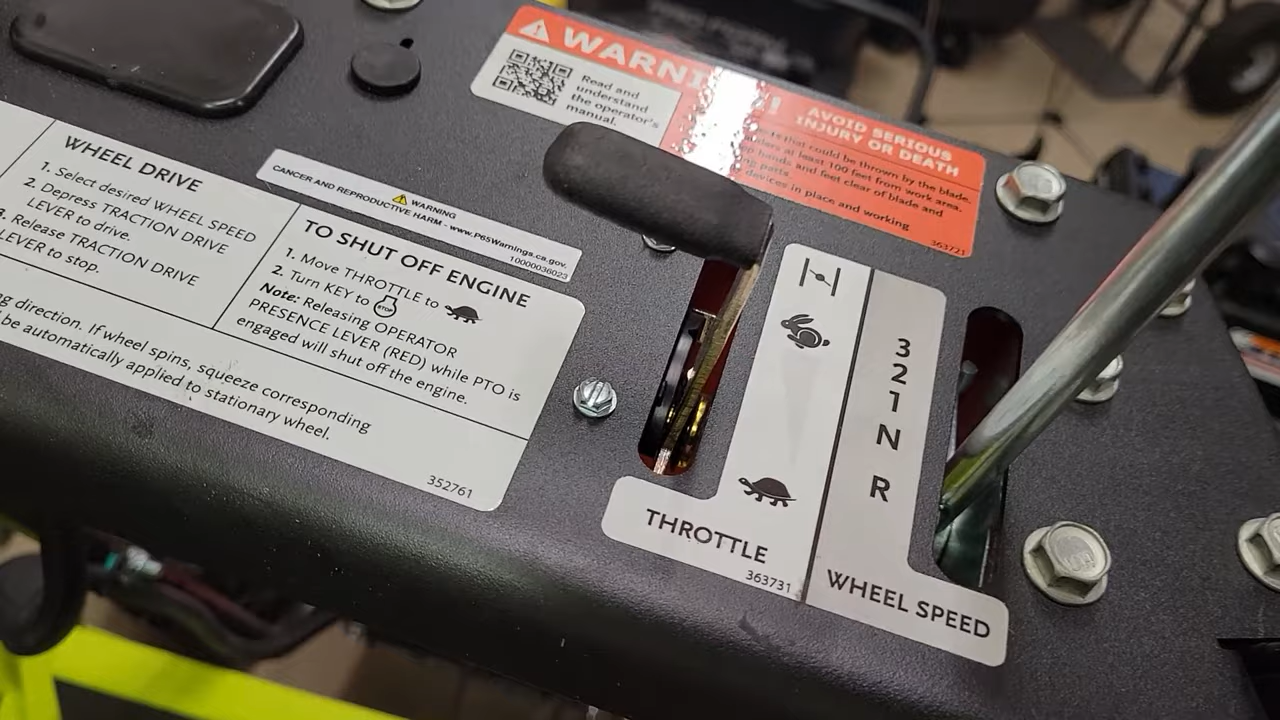 WARNI
Read and
understand
the operator's
manual.
AVOID SERIOUS
INJURY OR DEATH
that could be thrown by the blade.
at least 100 feet from work area.
hands and feet clear of blade and
parts.
devices in place and working
363721
WHEEL DRIVE
1. Select desired WHEEL SPEED
2. Depress TRACTION DRIVE
LEVER to drive.
3. Release TRACTION DRIVE
LEVER to stop.
WARNING
CANCER AND REPRODUCTIVE HARM - www.P65Warnings.ca.gov.
10000036023
TO SHUT OFF ENGINE
1. Move THROTTLE to
2. Turn KEY to STOP
Note: Releasing OPERATOR
PRESENCE LEVER (RED) while PTO is
engaged will shut off the engine.
direction. If wheel spins, squeeze corresponding
be automatically applied to stationary wheel.
352761
THROTTLE
363731
3
2
1
N
R
WHEEL SPEED